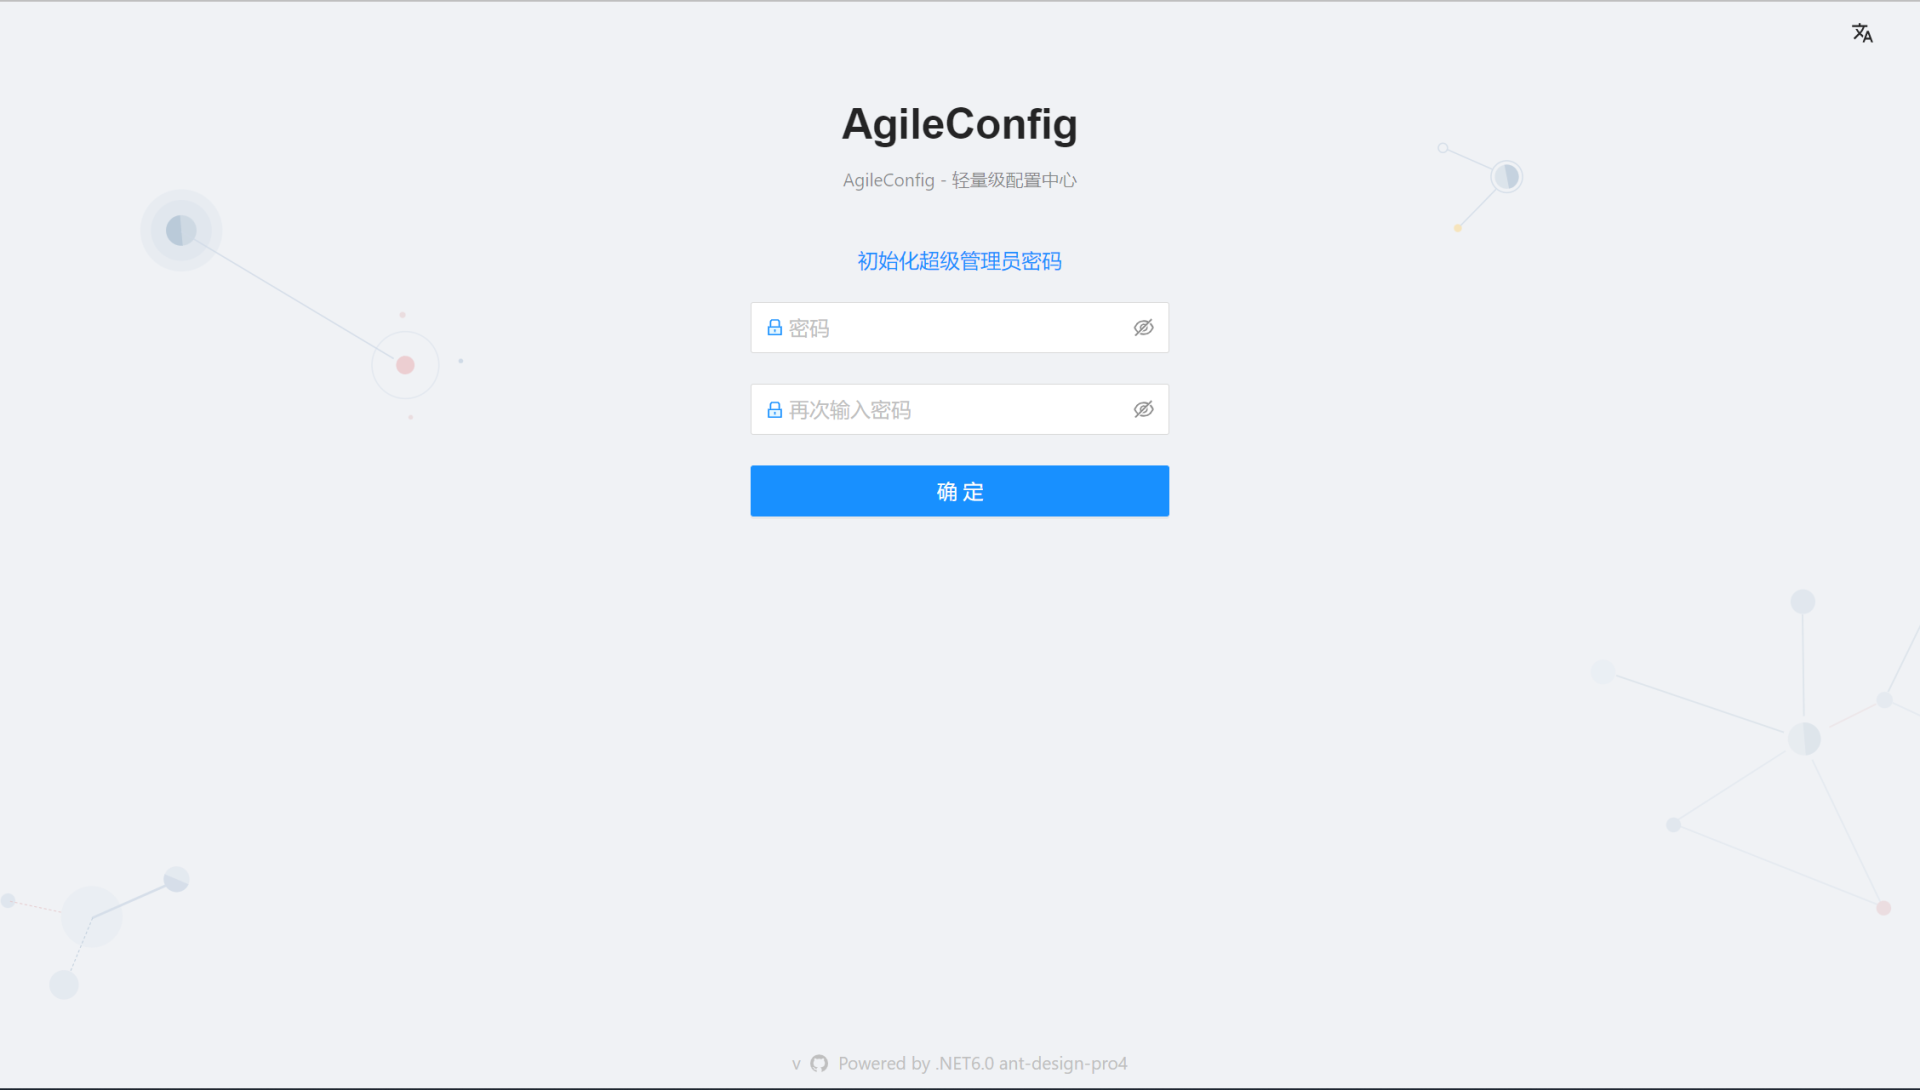 AgileConfig
AgileConfig - 轻量级配置中心
初始化超级管理员密码
密码
再次输入密码
确 定
v Powered by .NET6.0 ant-design-pro4